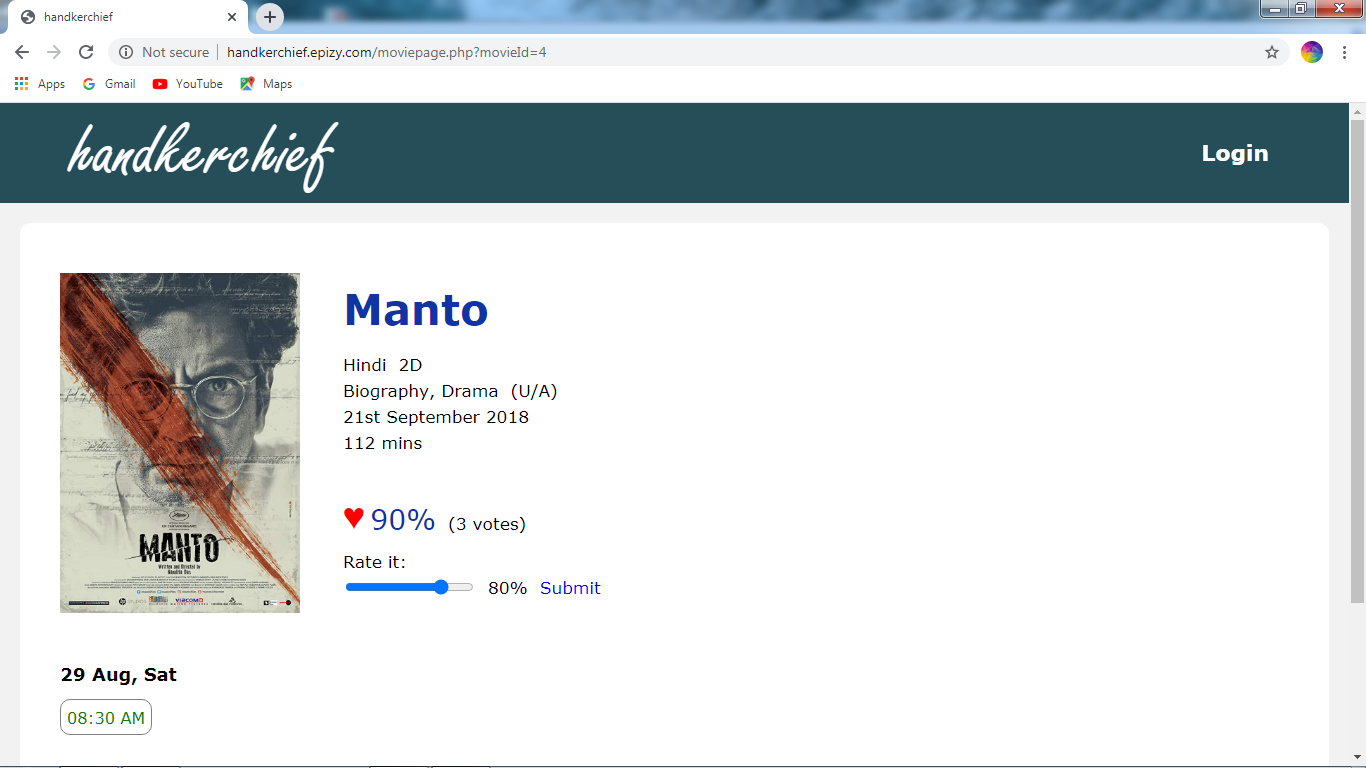 handkerchief
Not secure
handkerchief.epizy.com/moviepage.php?movieId=4
Apps Gmail YouTube Maps
handkerchief
Login
MANTO
Written and Directed by
Nandita Das
Manto
Hindi 2D
Biography, Drama (U/A)
21st September 2018
112 mins
♥ 90% (3 votes)
Rate it:
80% Submit
29 Aug, Sat
08:30 AM